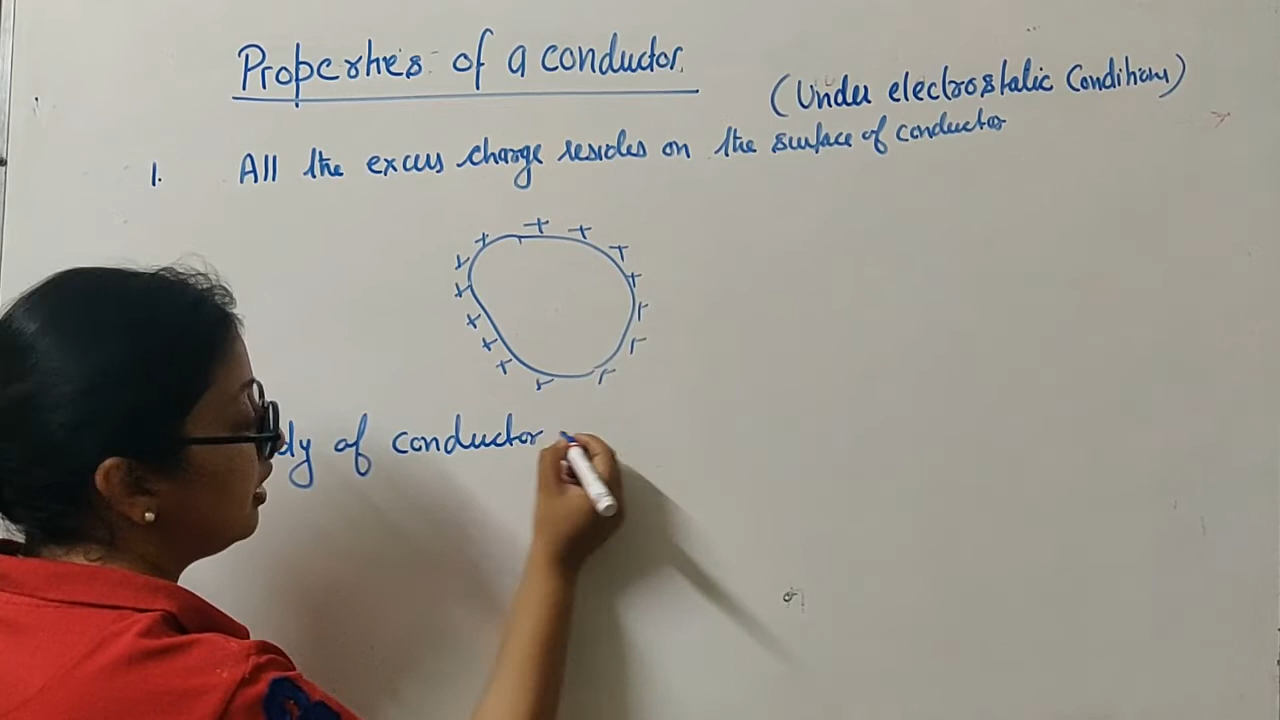 Properties of a conductor
(Under electrostatic Conditions)
1. All the excess charge resides on the surface of conductor
+ + + + + + + + + + + + + + + +
dy of conductor